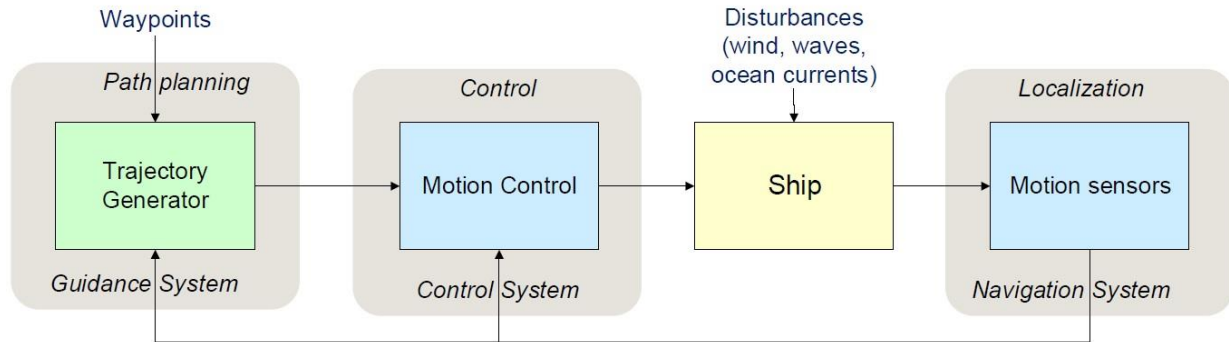 Waypoints
Disturbances
(wind, waves,
ocean currents)
Path planning
Control
Localization
Trajectory
Generator
Motion Control
Ship
Motion sensors
Guidance System
Control System
Navigation System